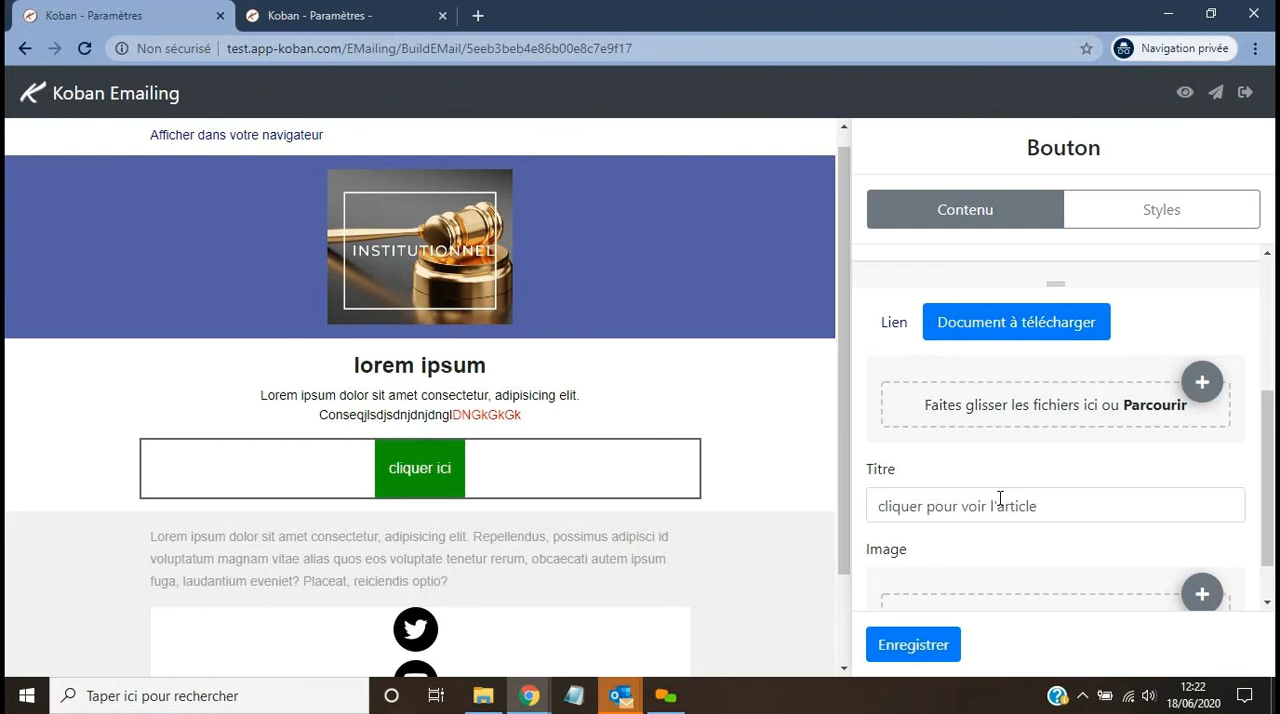 Koban - Paramètres
Koban - Paramètres -
Non sécurisé
test.app-koban.com/EMailing/BuildEMail/5eeb3beb4e86b00e8c7e9f17
Navigation privée
Koban Emailing
Afficher dans votre navigateur
INSTITUTIONNEL
lorem ipsum
Lorem ipsum dolor sit amet consectetur, adipisicing elit.
ConseqjlsdjsdnjdnjdnglDNGkGkGk
cliquer ici
Lorem ipsum dolor sit amet consectetur, adipisicing elit. Repellendus, possimus adipisci id
voluptatum magnam vitae alias quos eos voluptate tenetur rerum, obcaecati autem ipsum
fuga, laudantium eveniet? Placeat, reiciendis optio?
Bouton
Contenu
Styles
Lien
Document à télécharger
Faites glisser les fichiers ici ou Parcourir
Titre
cliquer pour voir l'article
Image
Enregistrer
Taper ici pour rechercher
12:22
18/06/2020